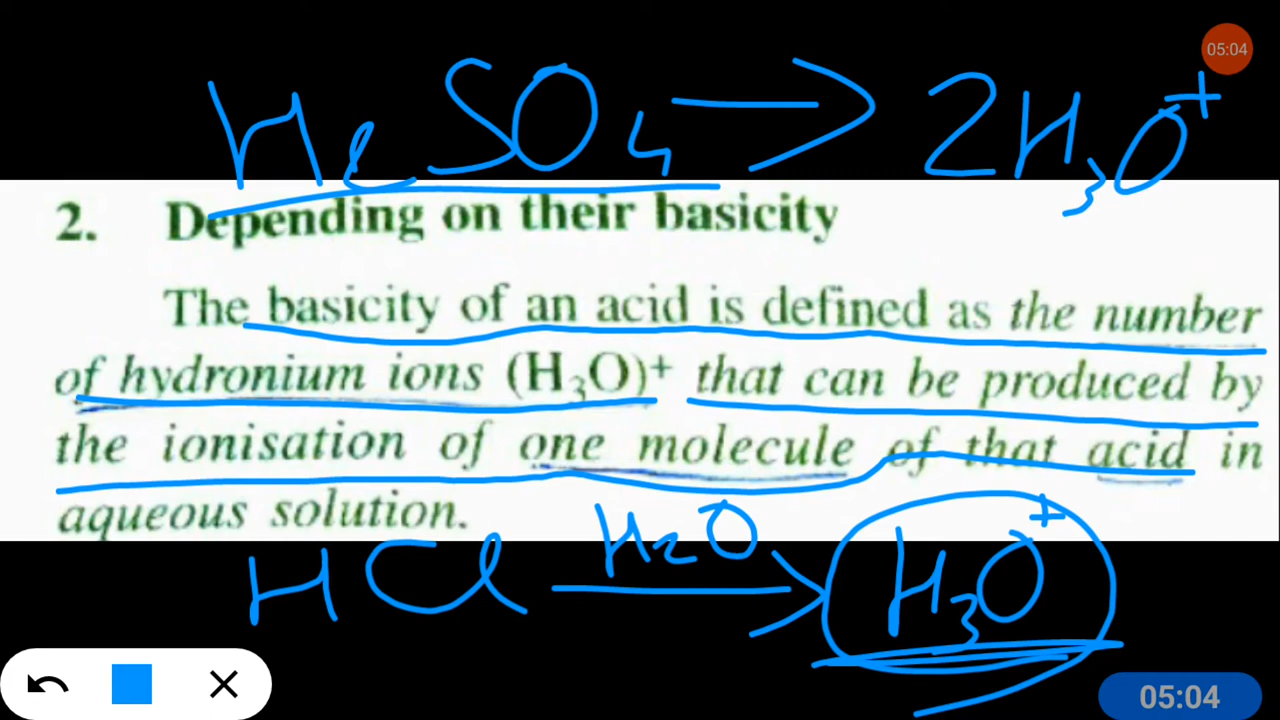 05:04
H2SO4 → 2H3O+
2. Depending on their basicity
The basicity of an acid is defined as the number
of hydronium ions (H3O)+ that can be produced by
the ionisation of one molecule of that acid in
aqueous solution.
H2O
HCl → H3O+
05:04